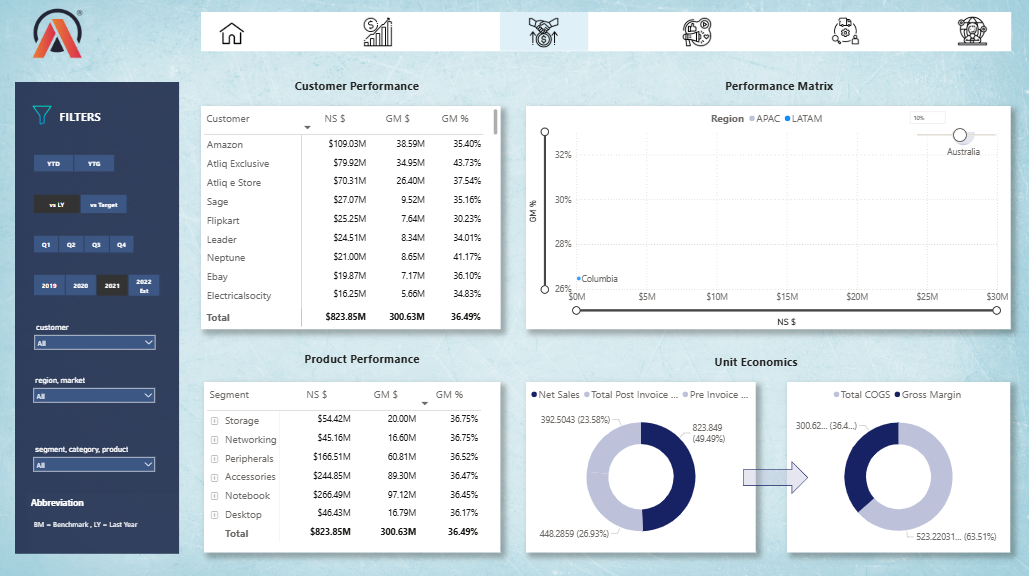 FILTERS
YTD YTG
vs LY vs Target
Q1 Q2 Q3 Q4
2019 2020 2021 2022 Est
customer
All
region, market
All
segment, category, product
All
Abbreviation
BM = Benchmark , LY = Last Year
Customer Performance
Customer NS $ GM $ GM %
Amazon $109.03M 38.59M 35.40%
Atliq Exclusive $79.92M 34.95M 43.73%
Atliq e Store $70.31M 26.40M 37.54%
Sage $27.07M 9.52M 35.16%
Flipkart $25.25M 7.64M 30.23%
Leader $24.51M 8.34M 34.01%
Neptune $21.00M 8.65M 41.17%
Ebay $19.87M 7.17M 36.10%
Electricalsocity $16.25M 5.66M 34.83%
Total $823.85M 300.63M 36.49%
Performance Matrix
Region APAC LATAM
10%
Australia
32%
30%
28%
26%
GM %
Columbia
$0M $5M $10M $15M $20M $25M $30M
NS $
Product Performance
Segment NS $ GM $ GM %
Storage $54.42M 20.00M 36.75%
Networking $45.16M 16.60M 36.75%
Peripherals $166.51M 60.81M 36.52%
Accessories $244.85M 89.30M 36.47%
Notebook $266.49M 97.12M 36.45%
Desktop $46.43M 16.79M 36.17%
Total $823.85M 300.63M 36.49%
Unit Economics
Net Sales Total Post Invoice ... Pre Invoice ...
392.5043 (23.58%)
823.849
(49.49%)
448.2859 (26.93%)
Total COGS Gross Margin
300.62... (36.4...)
523.22031... (63.51%)